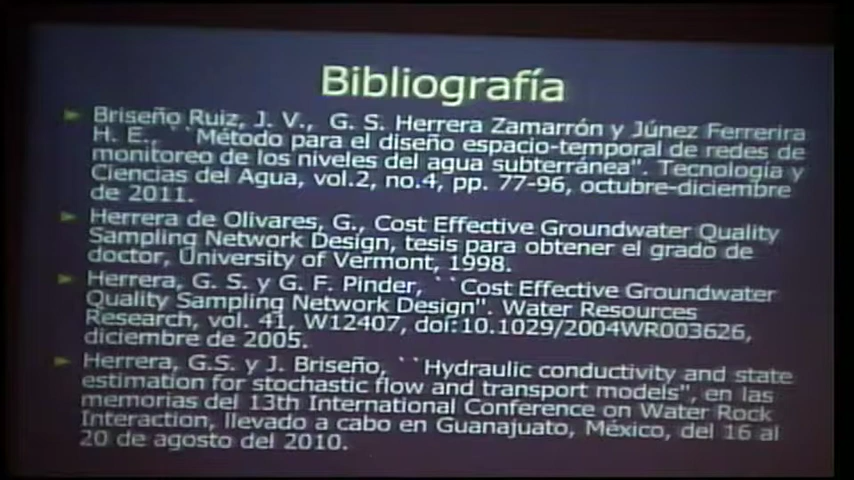 Bibliografía
Briseño Ruiz, J. V., G. S. Herrera Zamarrón y Júnez Ferrerira
H. E., ``Método para el diseño espacio-temporal de redes de
monitoreo de los niveles del agua subterránea". Tecnología y
Ciencias del Agua, vol.2, no.4, pp. 77-96, octubre-diciembre
de 2011.
Herrera de Olivares, G., Cost Effective Groundwater Quality
Sampling Network Design, tesis para obtener el grado de
doctor, University of Vermont, 1998.
Herrera, G. S. y G. F. Pinder, ``Cost Effective Groundwater
Quality Sampling Network Design". Water Resources
Research, vol. 41, W12407, doi:10.1029/2004WR003626,
diciembre de 2005.
Herrera, G.S. y J. Briseño, ``Hydraulic conductivity and state
estimation for stochastic flow and transport models", en las
memorias del 13th International Conference on Water Rock
Interaction, llevado a cabo en Guanajuato, México, del 16 al
20 de agosto del 2010.